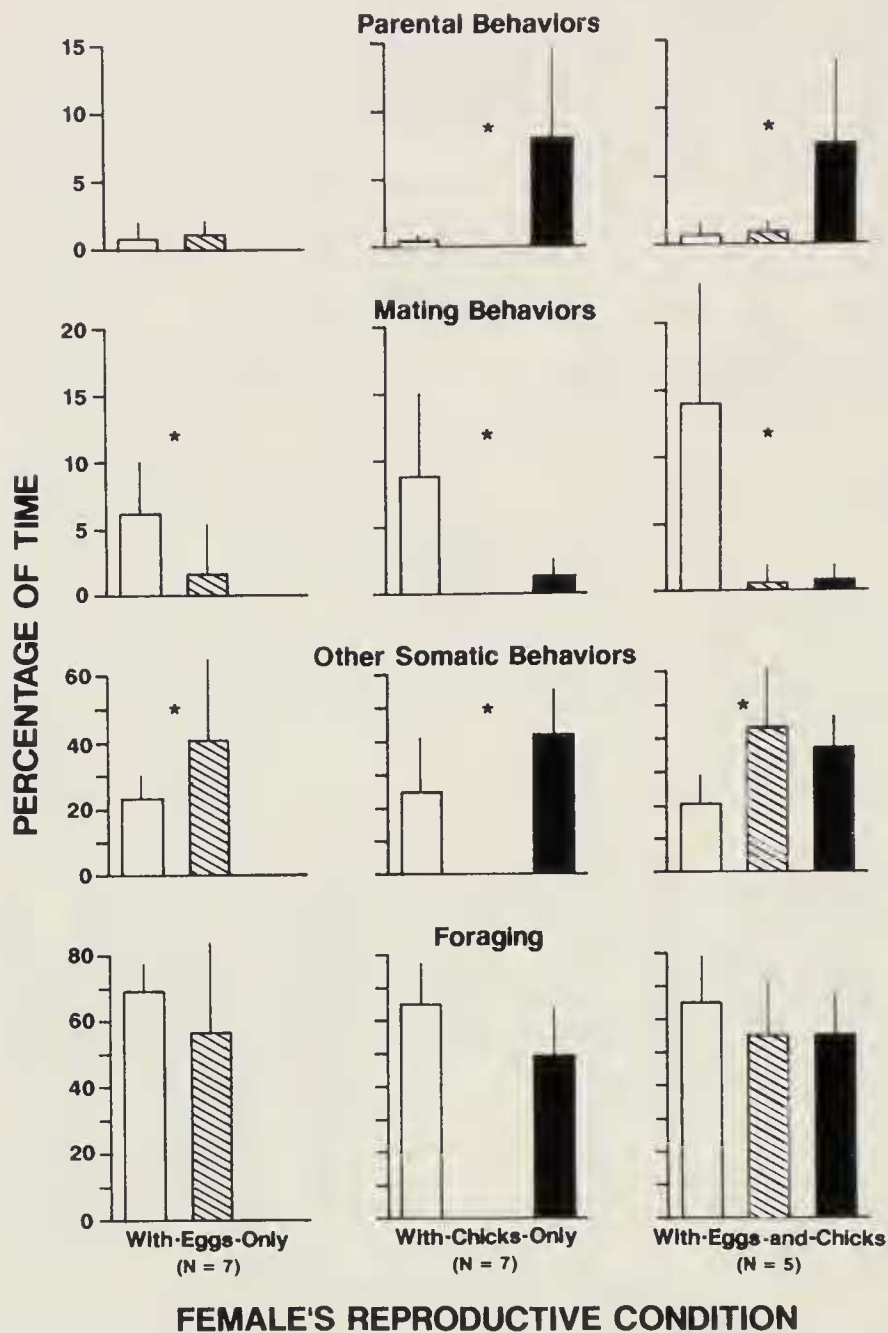 Parental Behaviors
15
10
5
0
*
*
Mating Behaviors
20
15
10
5
0
*
*
*
Other Somatic Behaviors
60
40
20
0
*
*
*
Foraging
80
60
40
20
0
PERCENTAGE OF TIME
With-Eggs-Only
(N = 7)
With-Chicks-Only
(N = 7)
With-Eggs-and-Chicks
(N = 5)
FEMALE'S REPRODUCTIVE CONDITION